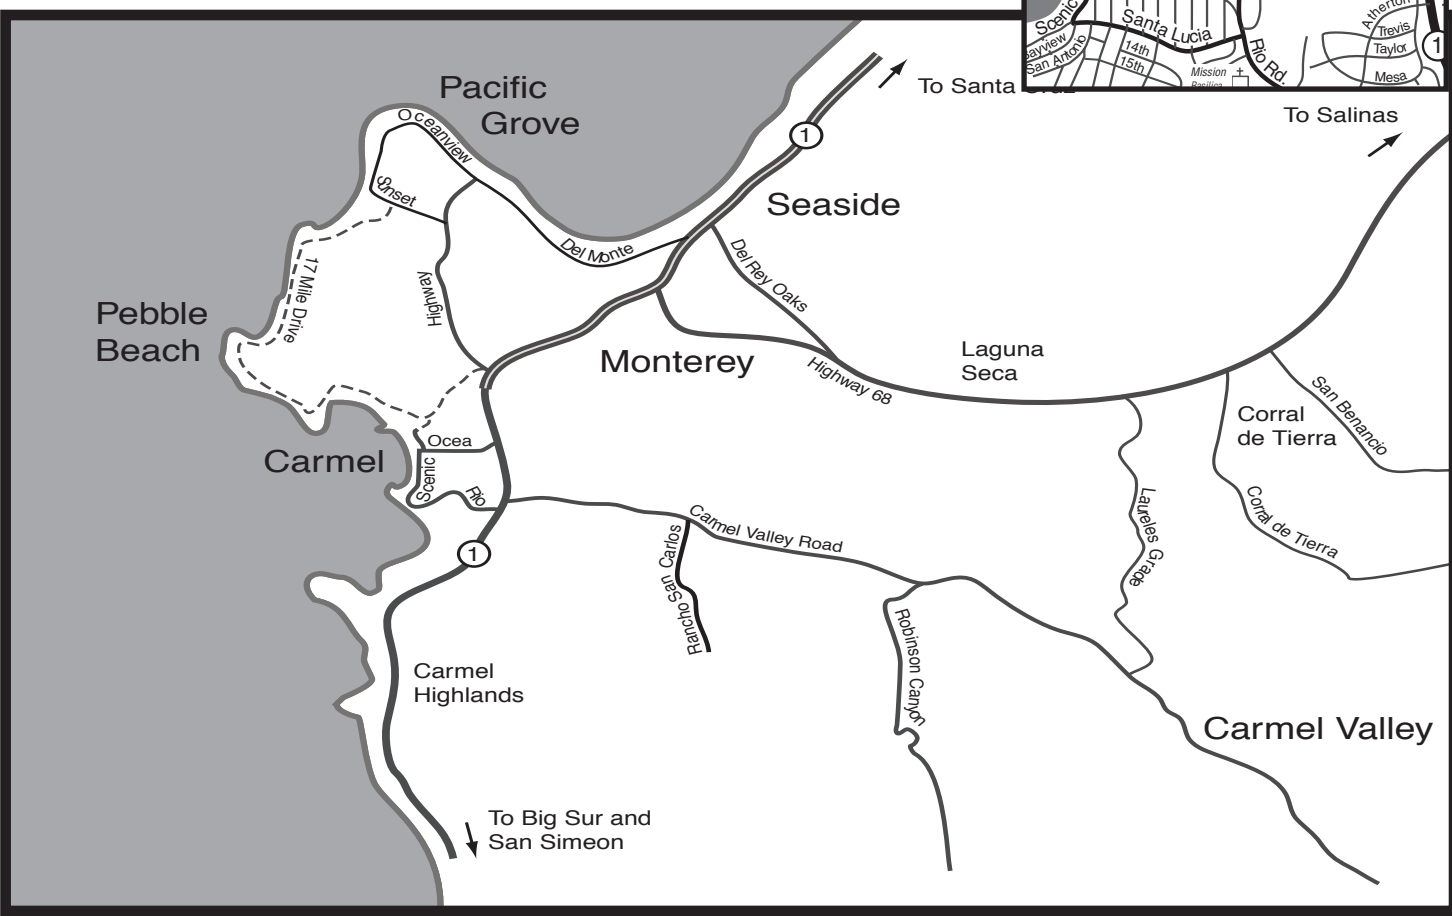 Scenic
Santa Lucia
Bayview
San Antonio
14th
15th
Mission
Basilica
Rio Rd.
Atherton
Trevis
Taylor
Mesa
1
To Santa
To Salinas
Pacific
Grove
Oceanview
Sunset
1
Seaside
Del Monte
Del Rey Oaks
17 Mile Drive
Highway
Pebble
Beach
Monterey
Highway 68
Laguna
Seca
San Benancio
Corral
de Tierra
Carmel
Ocea
Scenic
Rio
Corral de Tierra
Laureles Grade
Carmel Valley Road
Rancho San Carlos
1
Robinson Canyon
Carmel
Highlands
Carmel Valley
To Big Sur and
San Simeon